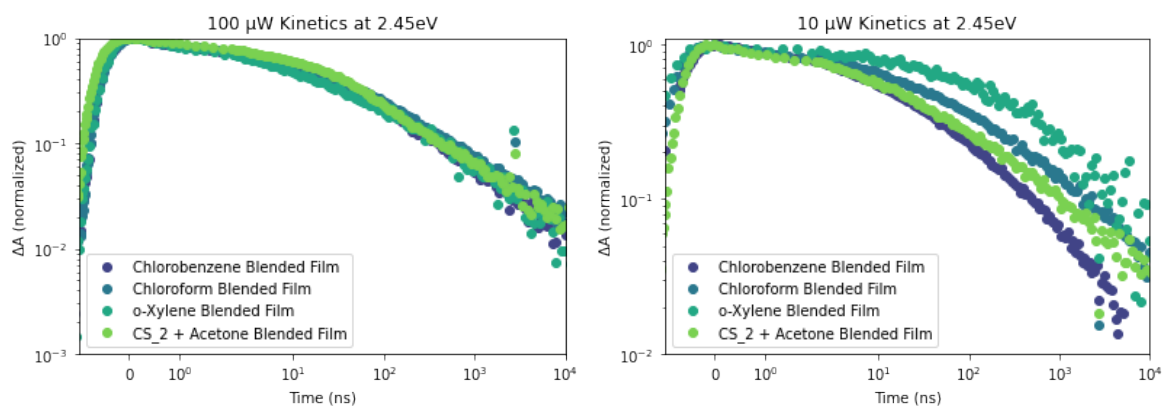 100 μW Kinetics at 2.45eV
10⁰
10⁻¹
10⁻²
10⁻³
ΔA (normalized)
Chlorobenzene Blended Film
Chloroform Blended Film
o-Xylene Blended Film
CS_2 + Acetone Blended Film
0
10⁰
10¹
10²
10³
10⁴
Time (ns)
10 μW Kinetics at 2.45eV
10⁰
10⁻¹
10⁻²
ΔA (normalized)
Chlorobenzene Blended Film
Chloroform Blended Film
o-Xylene Blended Film
CS_2 + Acetone Blended Film
0
10⁰
10¹
10²
10³
10⁴
Time (ns)